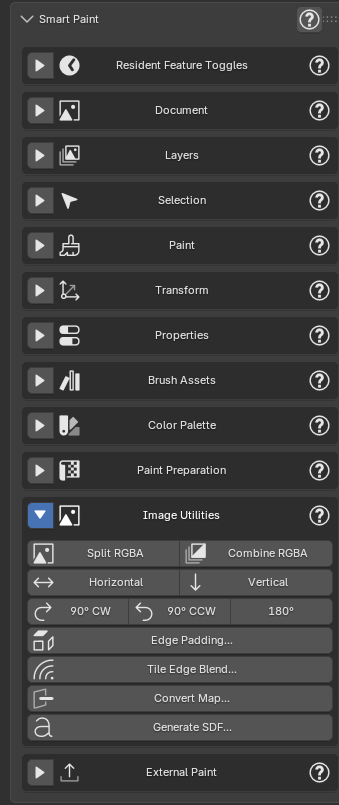 Smart Paint
Resident Feature Toggles
Document
Layers
Selection
Paint
Transform
Properties
Brush Assets
Color Palette
Paint Preparation
Image Utilities
Split RGBA Combine RGBA
Horizontal Vertical
90° CW 90° CCW 180°
Edge Padding...
Tile Edge Blend...
Convert Map...
Generate SDF...
External Paint